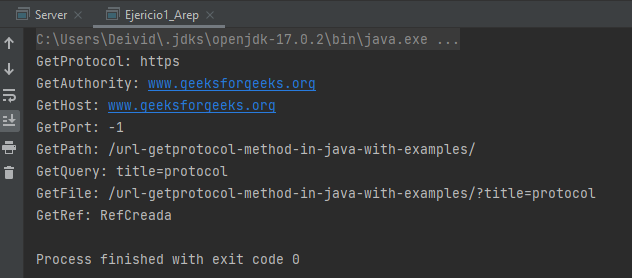 Server
Ejericio1_Arep
C:\Users\Deivid\.jdks\openjdk-17.0.2\bin\java.exe ...
GetProtocol: https
GetAuthority: www.geeksforgeeks.org
GetHost: www.geeksforgeeks.org
GetPort: -1
GetPath: /url-getprotocol-method-in-java-with-examples/
GetQuery: title=protocol
GetFile: /url-getprotocol-method-in-java-with-examples/?title=protocol
GetRef: RefCreada
Process finished with exit code 0